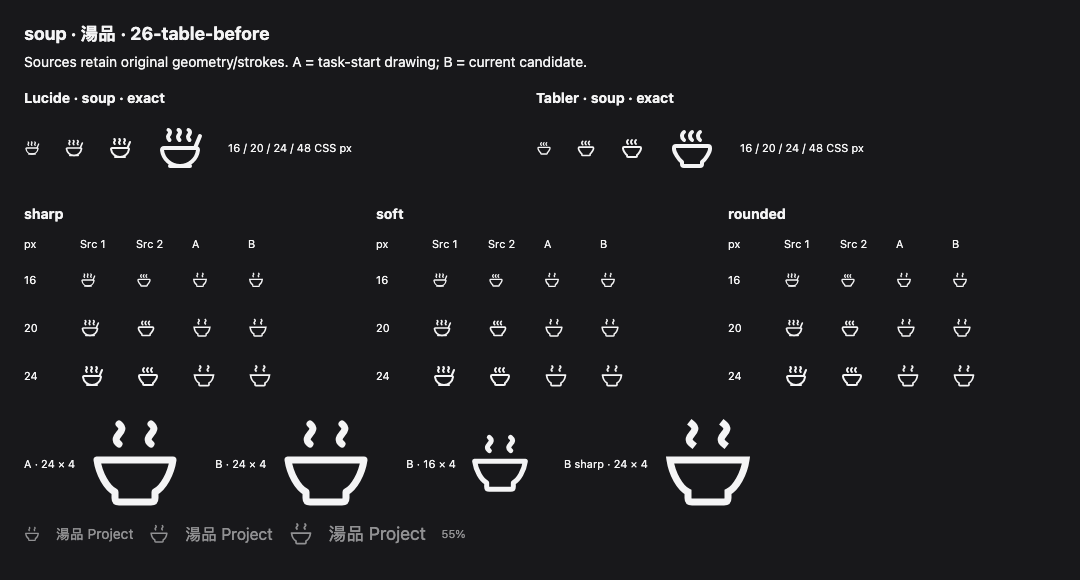 soup · 湯品 · 26-table-before
Sources retain original geometry/strokes. A = task-start drawing; B = current candidate.
Lucide · soup · exact
Tabler · soup · exact
16 / 20 / 24 / 48 CSS px
16 / 20 / 24 / 48 CSS px
sharp
soft
rounded
px Src 1 Src 2 A B
px Src 1 Src 2 A B
px Src 1 Src 2 A B
16
16
16
20
20
20
24
24
24
A · 24 × 4
B · 24 × 4
B · 16 × 4
B sharp · 24 × 4
湯品 Project
湯品 Project
湯品 Project
55%